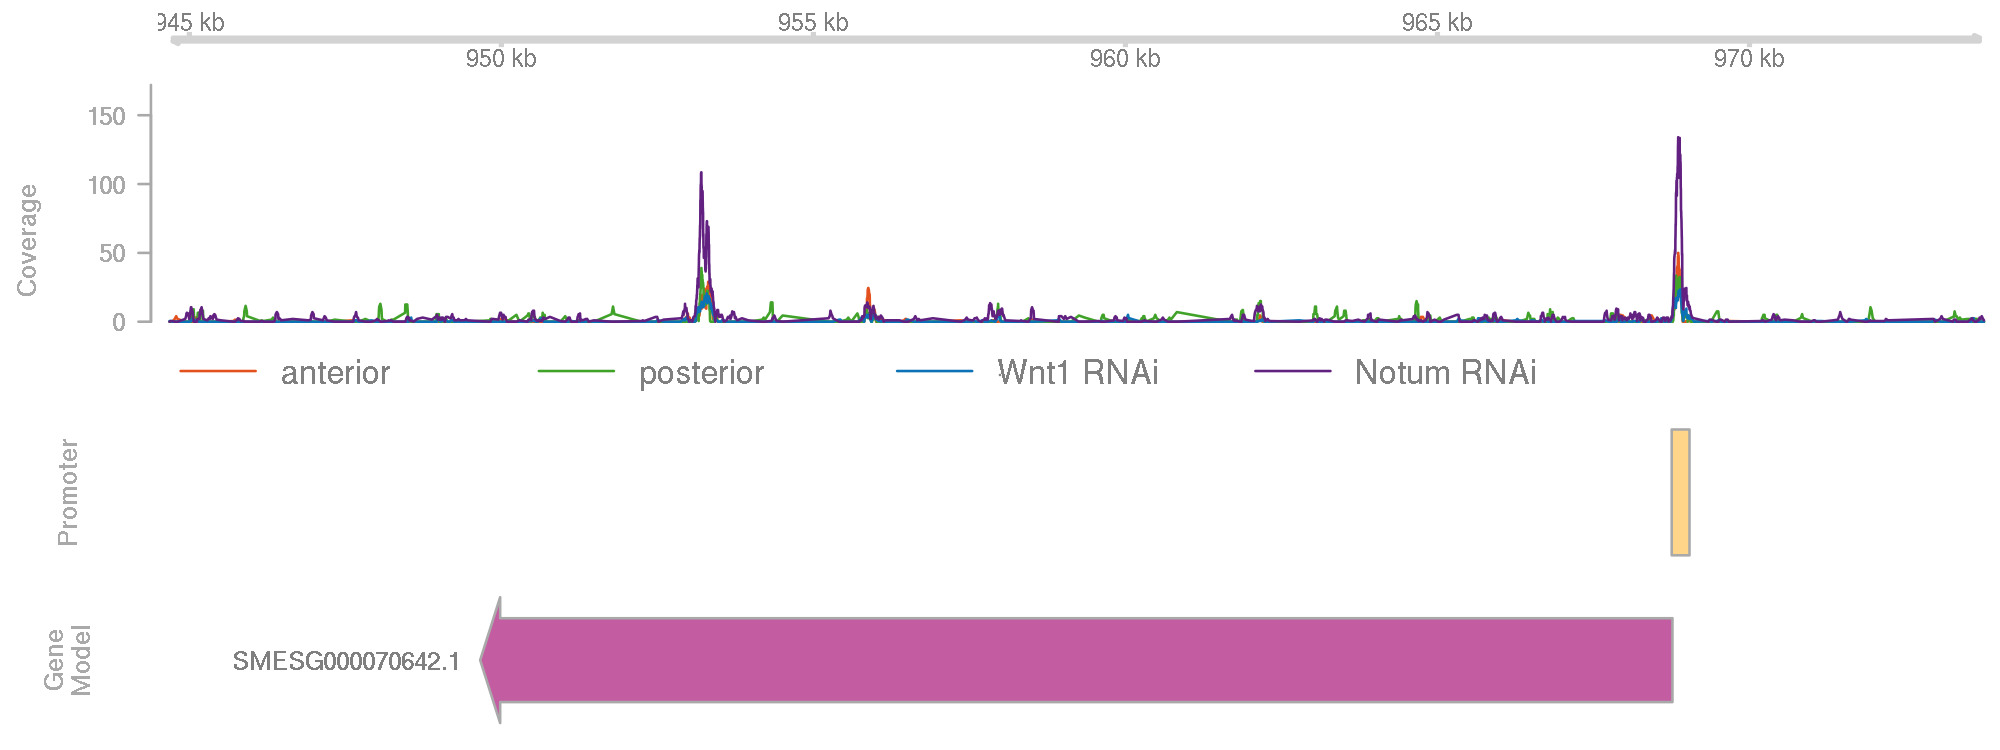 945 kb
955 kb
965 kb
950 kb
960 kb
970 kb
150
100
50
0
Coverage
anterior
posterior
Wnt1 RNAi
Notum RNAi
Promoter
Gene
Model
SMESG000070642.1